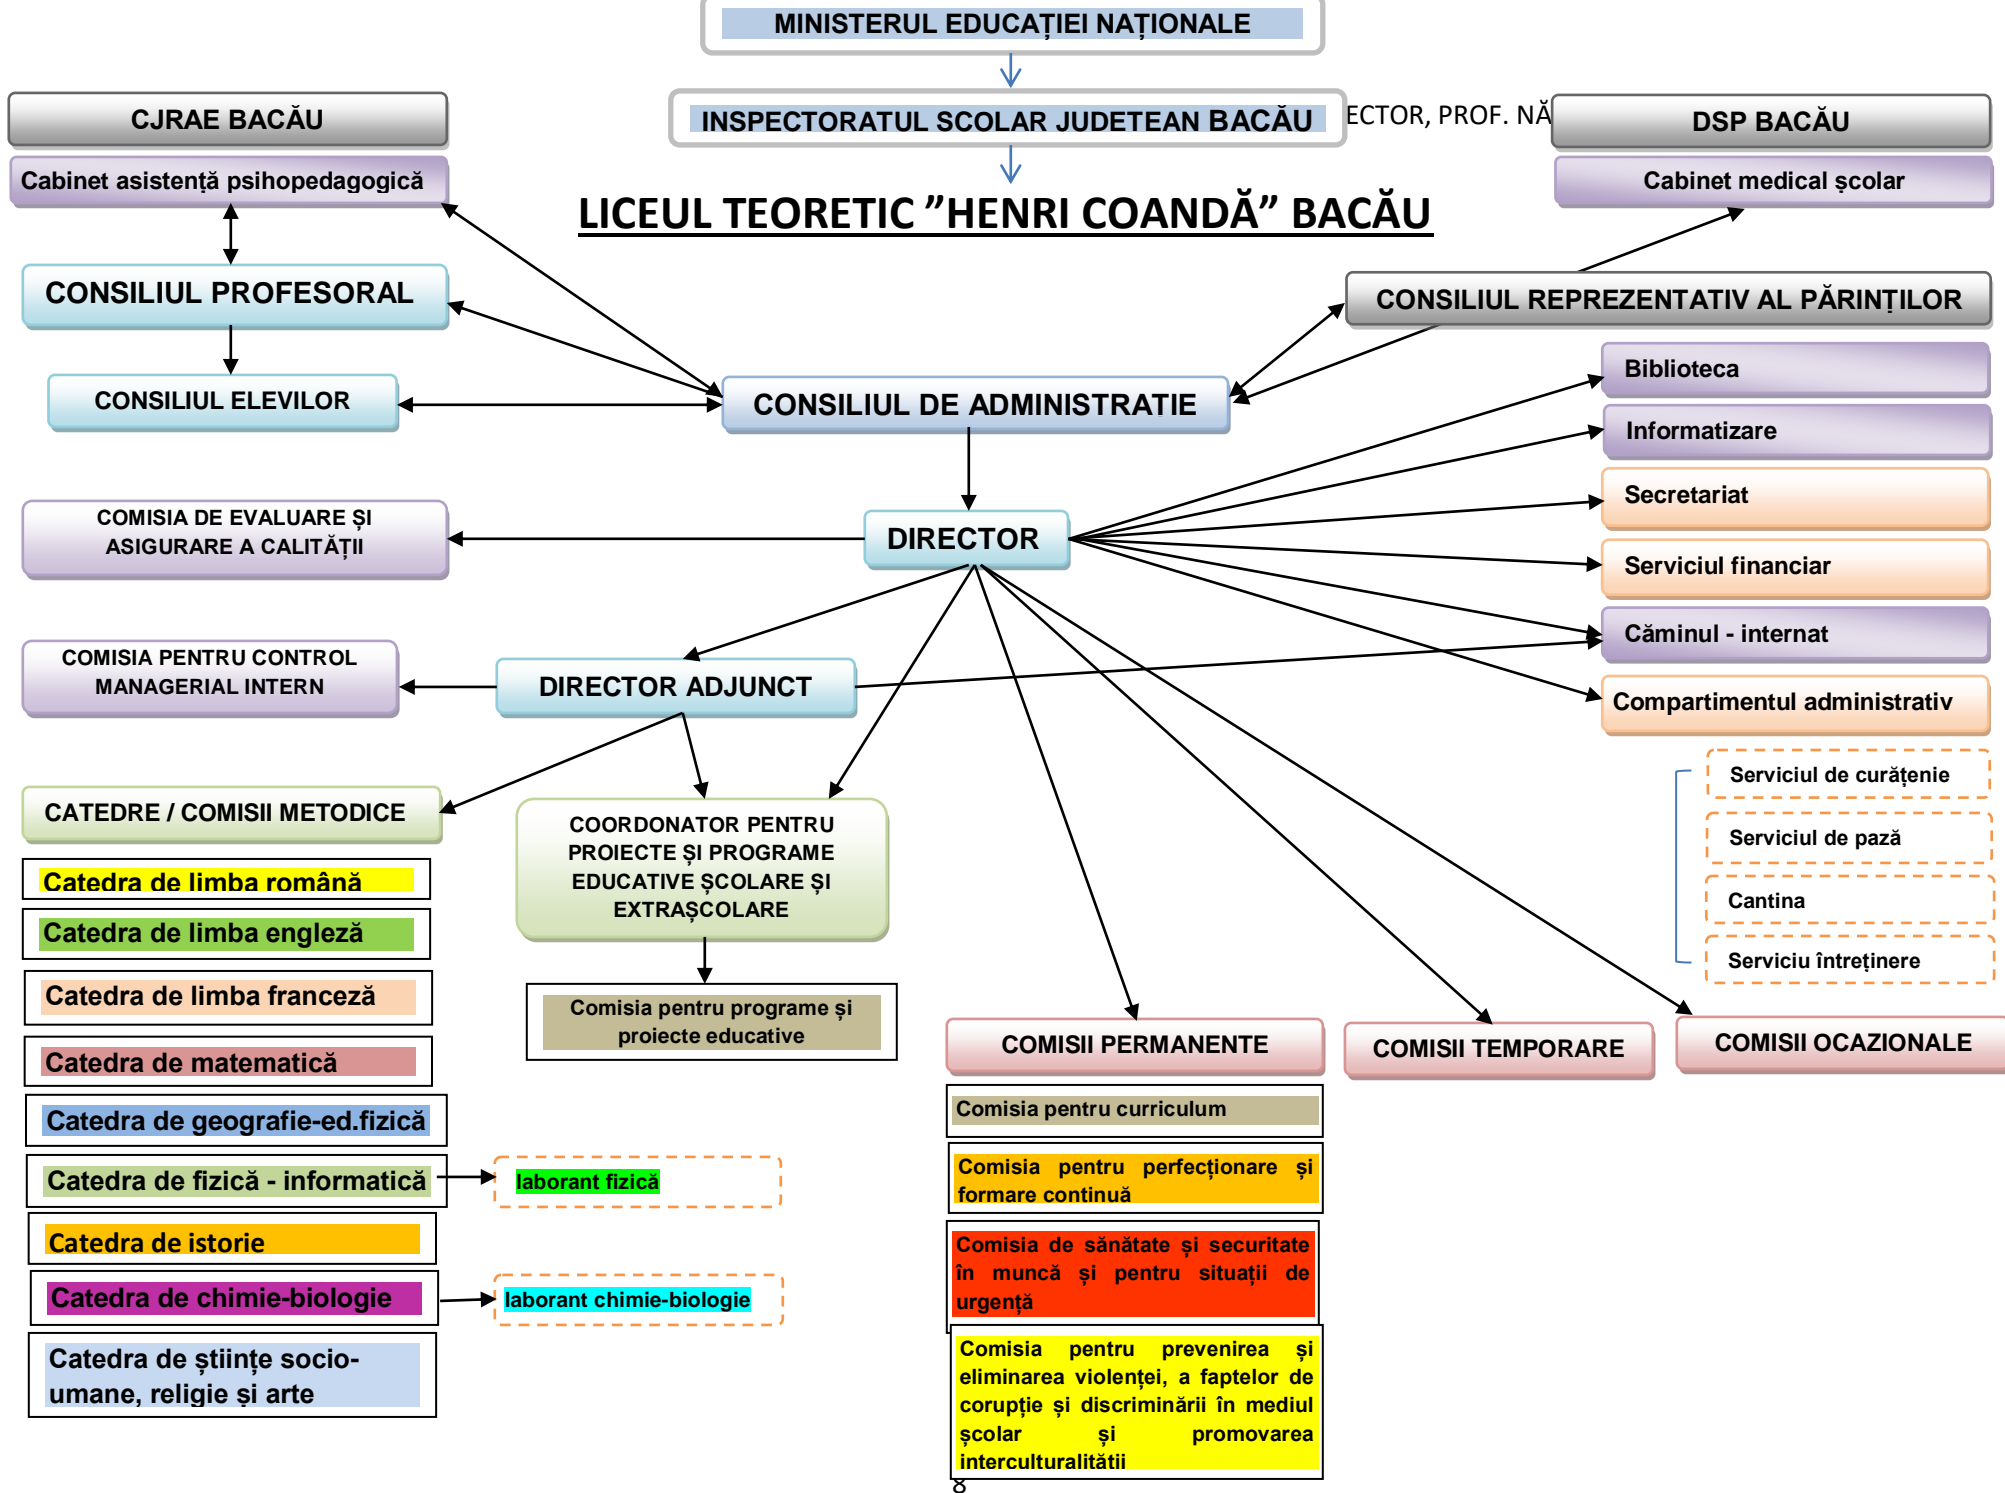 MINISTERUL EDUCAȚIEI NAȚIONALE
CJRAE BACĂU
INSPECTORATUL SCOLAR JUDETEAN BACĂU
ECTOR, PROF. NĂ
DSP BACĂU
Cabinet asistență psihopedagogică
Cabinet medical școlar
LICEUL TEORETIC ”HENRI COANDĂ” BACĂU
CONSILIUL PROFESORAL
CONSILIUL REPREZENTATIV AL PĂRINȚILOR
CONSILIUL ELEVILOR
CONSILIUL DE ADMINISTRATIE
Biblioteca
Informatizare
Secretariat
Serviciul financiar
Căminul - internat
Compartimentul administrativ
COMISIA DE EVALUARE ȘI
ASIGURARE A CALITĂȚII
DIRECTOR
COMISIA PENTRU CONTROL
MANAGERIAL INTERN
DIRECTOR ADJUNCT
Serviciul de curățenie
Serviciul de pază
Cantina
Serviciu întreținere
CATEDRE / COMISII METODICE
COORDONATOR PENTRU
PROIECTE ȘI PROGRAME
EDUCATIVE ȘCOLARE ȘI
EXTRAȘCOLARE
Catedra de limba română
Catedra de limba engleză
Catedra de limba franceză
Catedra de matematică
Catedra de geografie-ed.fizică
Catedra de fizică - informatică
laborant fizică
Catedra de istorie
Catedra de chimie-biologie
laborant chimie-biologie
Catedra de științe socio-
umane, religie și arte
Comisia pentru programe și
proiecte educative
COMISII PERMANENTE
COMISII TEMPORARE
COMISII OCAZIONALE
Comisia pentru curriculum
Comisia pentru perfecționare și
formare continuă
Comisia de sănătate și securitate
în muncă și pentru situații de
urgență
Comisia pentru prevenirea și
eliminarea violenței, a faptelor de
corupție și discriminării în mediul
școlar și promovarea
interculturalității
8